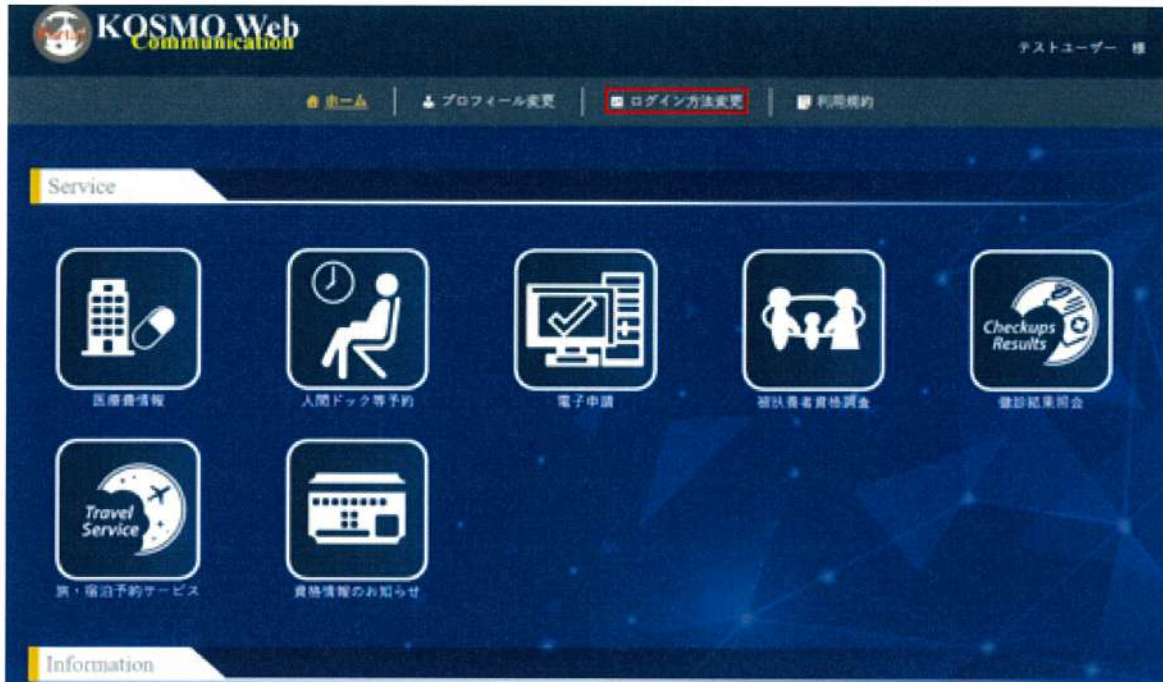 Portal
KOSMO Web
Communication
テストユーザー 様
ホーム
プロフィール変更
ログイン方法変更
利用規約
Service
医療費情報
人間ドック等予約
電子申請
被扶養者資格調査
Checkups
Results
健診結果照会
Travel
Service
旅・宿泊予約サービス
資格情報のお知らせ
Information